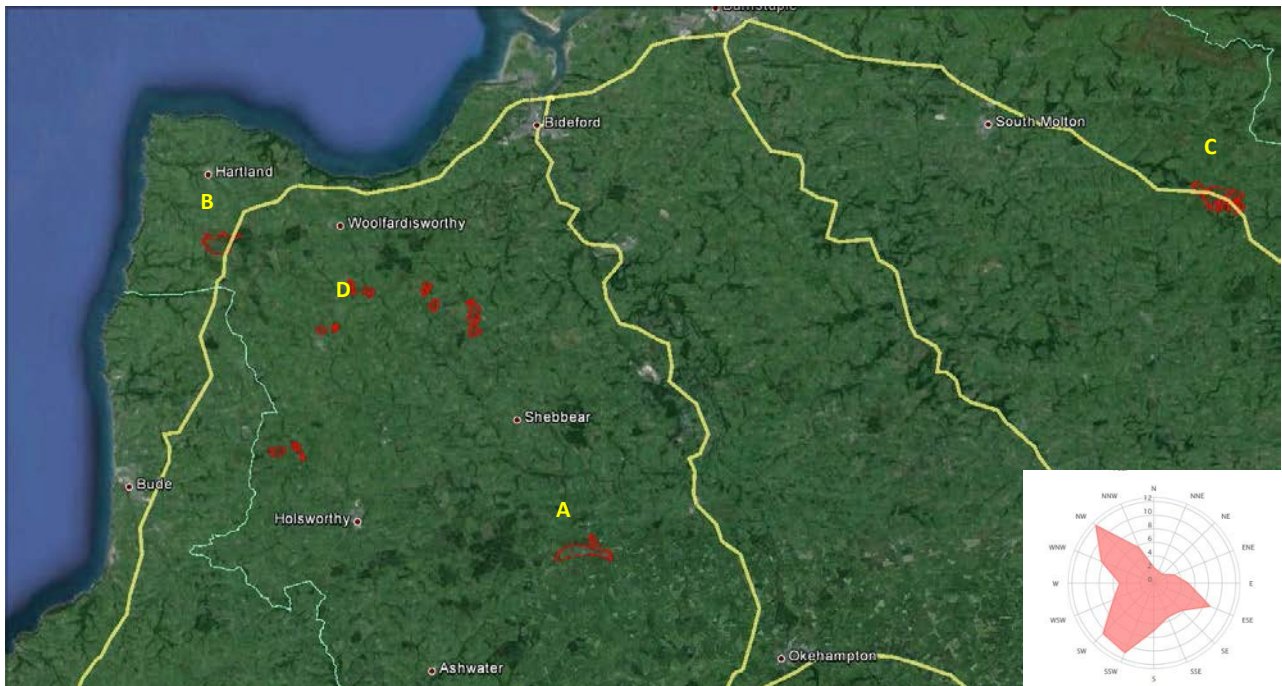 Bideford
South Molton
C
Hartland
B
Woolfardisworthy
D
Shebbear
Bude
A
Holsworthy
N
NNW
12
NNE
NW
10
NE
8
6
WNW
4
ENE
2
W
0
E
WSW
ESE
SW
SE
SSW
SSE
S
Ashwater
Okehampton